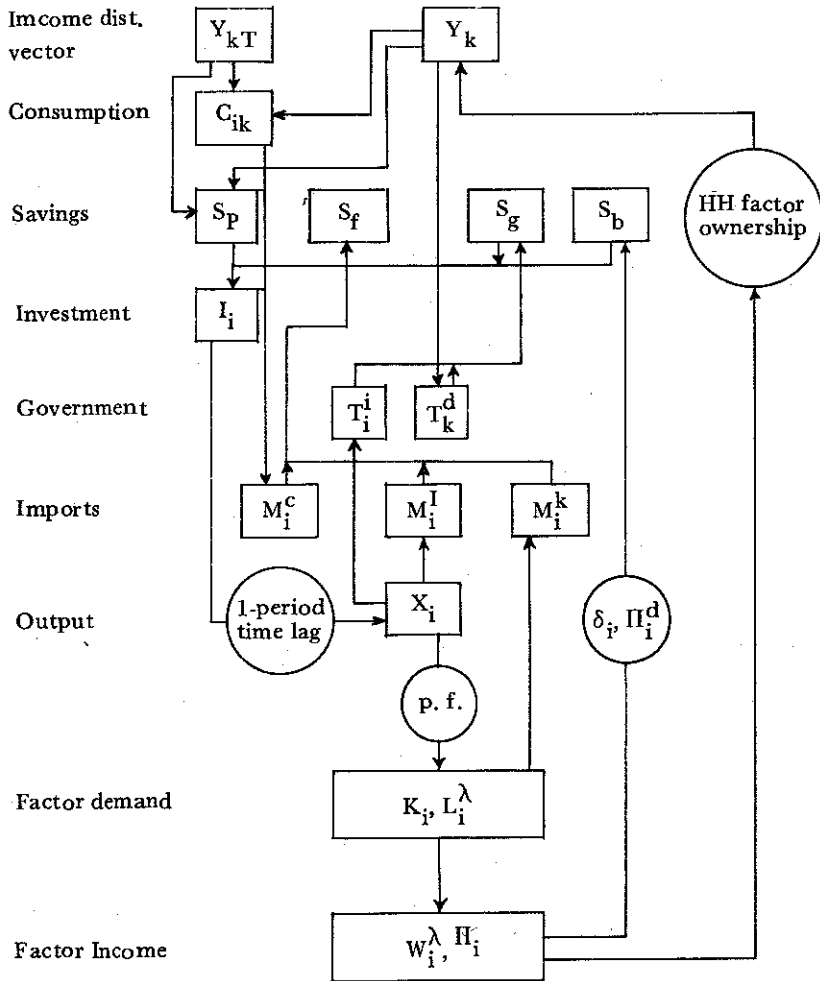 Imcome dist.
vector
Y_kT
Y_k
Consumption
C_ik
Savings
S_P
S_f
S_g
S_b
HH factor
ownership
Investment
I_i
Government
T_i^i
T_k^d
Imports
M_i^c
M_i^I
M_i^k
Output
1-period
time lag
X_i
δ_i, Π_i^d
p. f.
Factor demand
K_i, L_i^λ
Factor Income
W_i^λ, Π_i